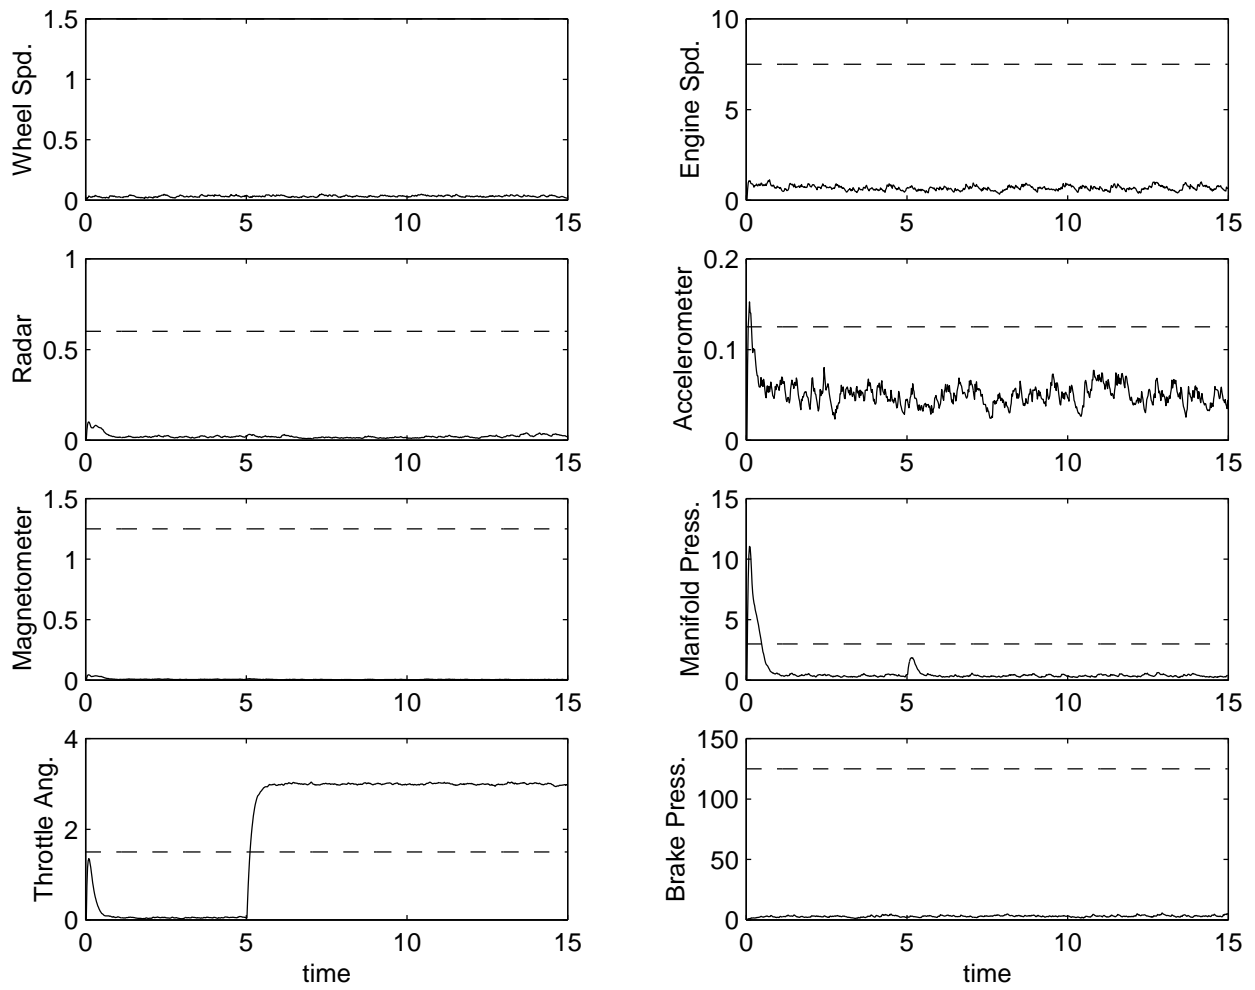 Wheel Spd.
1.5
1
0.5
0
0 5 10 15
Engine Spd.
10
5
0
0 5 10 15
Radar
1
0.5
0
0 5 10 15
Accelerometer
0.2
0.1
0
0 5 10 15
Magnetometer
1.5
1
0.5
0
0 5 10 15
Manifold Press.
15
10
5
0
0 5 10 15
Throttle Ang.
4
2
0
0 5 10 15
time
Brake Press.
150
100
50
0
0 5 10 15
time